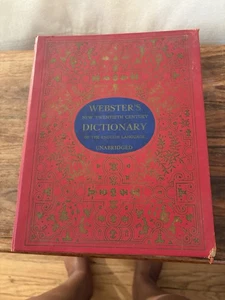 WEBSTER'S
NEW TWENTIETH CENTURY
DICTIONARY
OF THE ENGLISH LANGUAGE
UNABRIDGED